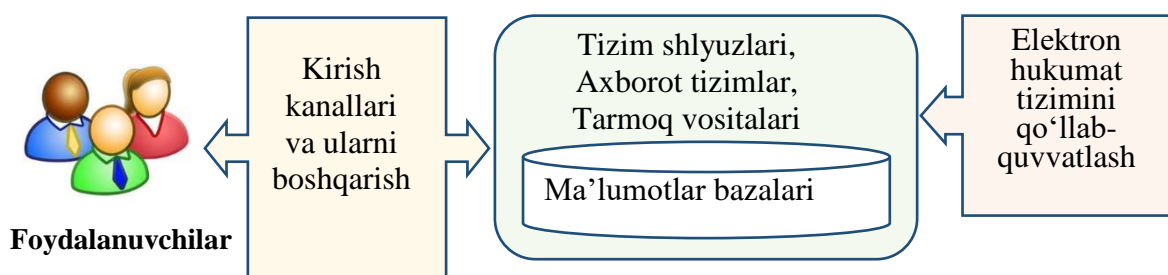 Foydalanuvchilar
Kirish
kanallari
va ularni
boshqarish
Tizim shlyuzlari,
Axborot tizimlar,
Tarmoq vositalari
Ma’lumotlar bazalari
Elektron
hukumat
tizimini
qo‘llab-
quvvatlash